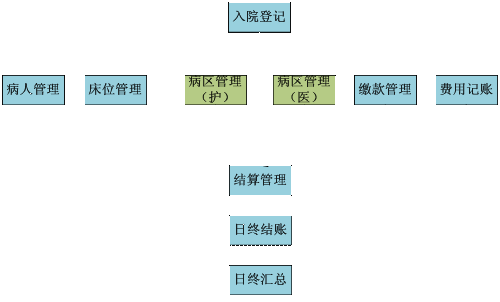 入院登记
病人管理
床位管理
病区管理
（护）
病区管理
（医）
缴款管理
费用记账
结算管理
日终结账
日终汇总